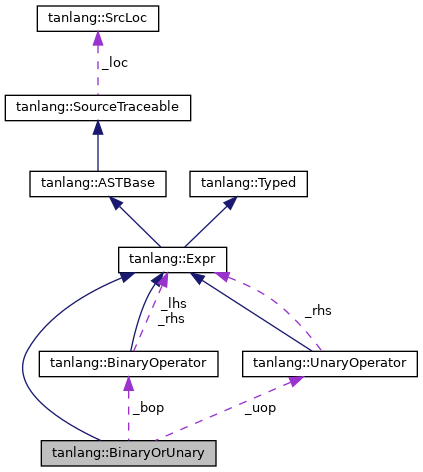 tanlang::SrcLoc
_loc
tanlang::SourceTraceable
tanlang::ASTBase
tanlang::Typed
tanlang::Expr
_lhs
_rhs
_rhs
tanlang::BinaryOperator
tanlang::UnaryOperator
_bop
_uop
tanlang::BinaryOrUnary